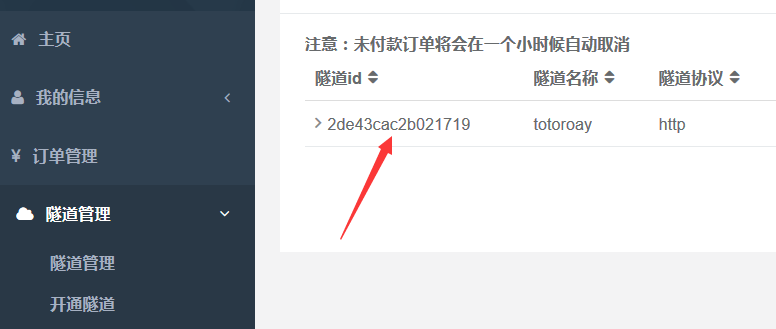 主页
我的信息
订单管理
隧道管理
隧道管理
开通隧道
注意：未付款订单将会在一个小时候自动取消
隧道id 隧道名称 隧道协议
2de43cac2b021719 totoroay http